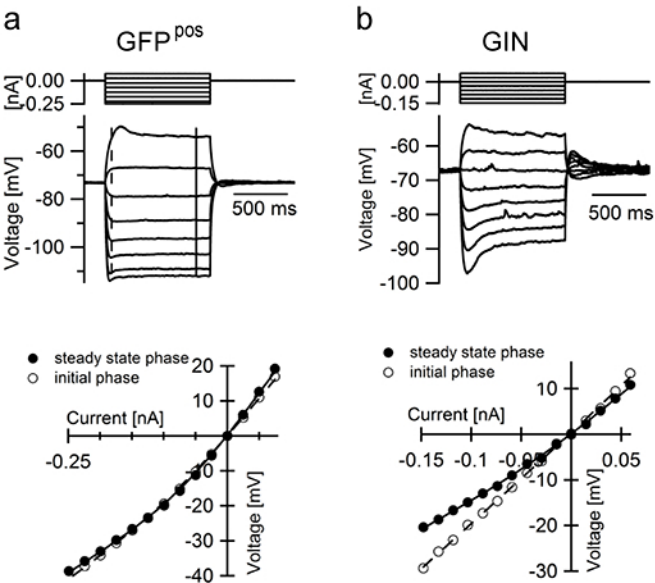 a
b
GFP pos
GIN
[nA]
0.00
-0.25
[nA]
0.00
-0.15
Voltage [mV]
-60
-80
-100
500 ms
Voltage [mV]
-60
-70
-80
-90
-100
500 ms
steady state phase
initial phase
20
10
Current [nA]
-0.25
-10
-20
-30
-40
Voltage [mV]
steady state phase
initial phase
10
Current [nA]
-0.15
-0.1
-0.05
0.05
-10
-20
-30
Voltage [mV]